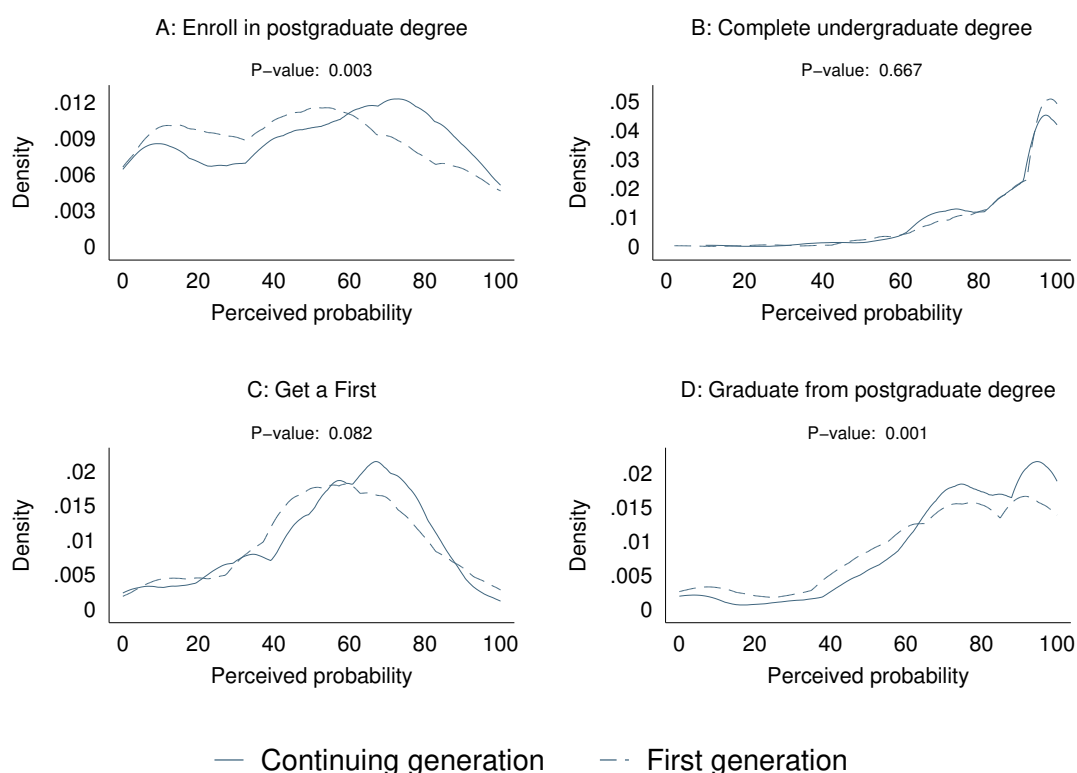 A: Enroll in postgraduate degree
P−value: 0.003
Density
.012
.009
.006
.003
0
0 20 40 60 80 100
Perceived probability
B: Complete undergraduate degree
P−value: 0.667
Density
.05
.04
.03
.02
.01
0
0 20 40 60 80 100
Perceived probability
C: Get a First
P−value: 0.082
Density
.02
.015
.01
.005
0
0 20 40 60 80 100
Perceived probability
D: Graduate from postgraduate degree
P−value: 0.001
Density
.02
.015
.01
.005
0
0 20 40 60 80 100
Perceived probability
Continuing generation First generation